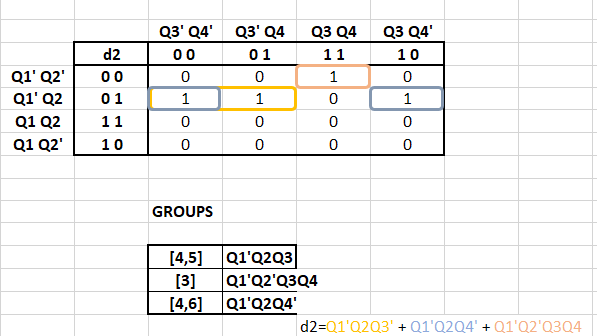 Q3' Q4' Q3' Q4 Q3 Q4 Q3 Q4'
d2 0 0 0 1 1 1 1 0
Q1' Q2' 0 0 0 0 1 0
Q1' Q2 0 1 1 1 0 1
Q1 Q2 1 1 0 0 0 0
Q1 Q2' 1 0 0 0 0 0
GROUPS
[4,5] Q1'Q2Q3
[3] Q1'Q2'Q3Q4
[4,6] Q1'Q2Q4'
d2=Q1'Q2Q3' + Q1'Q2Q4' + Q1'Q2'Q3Q4